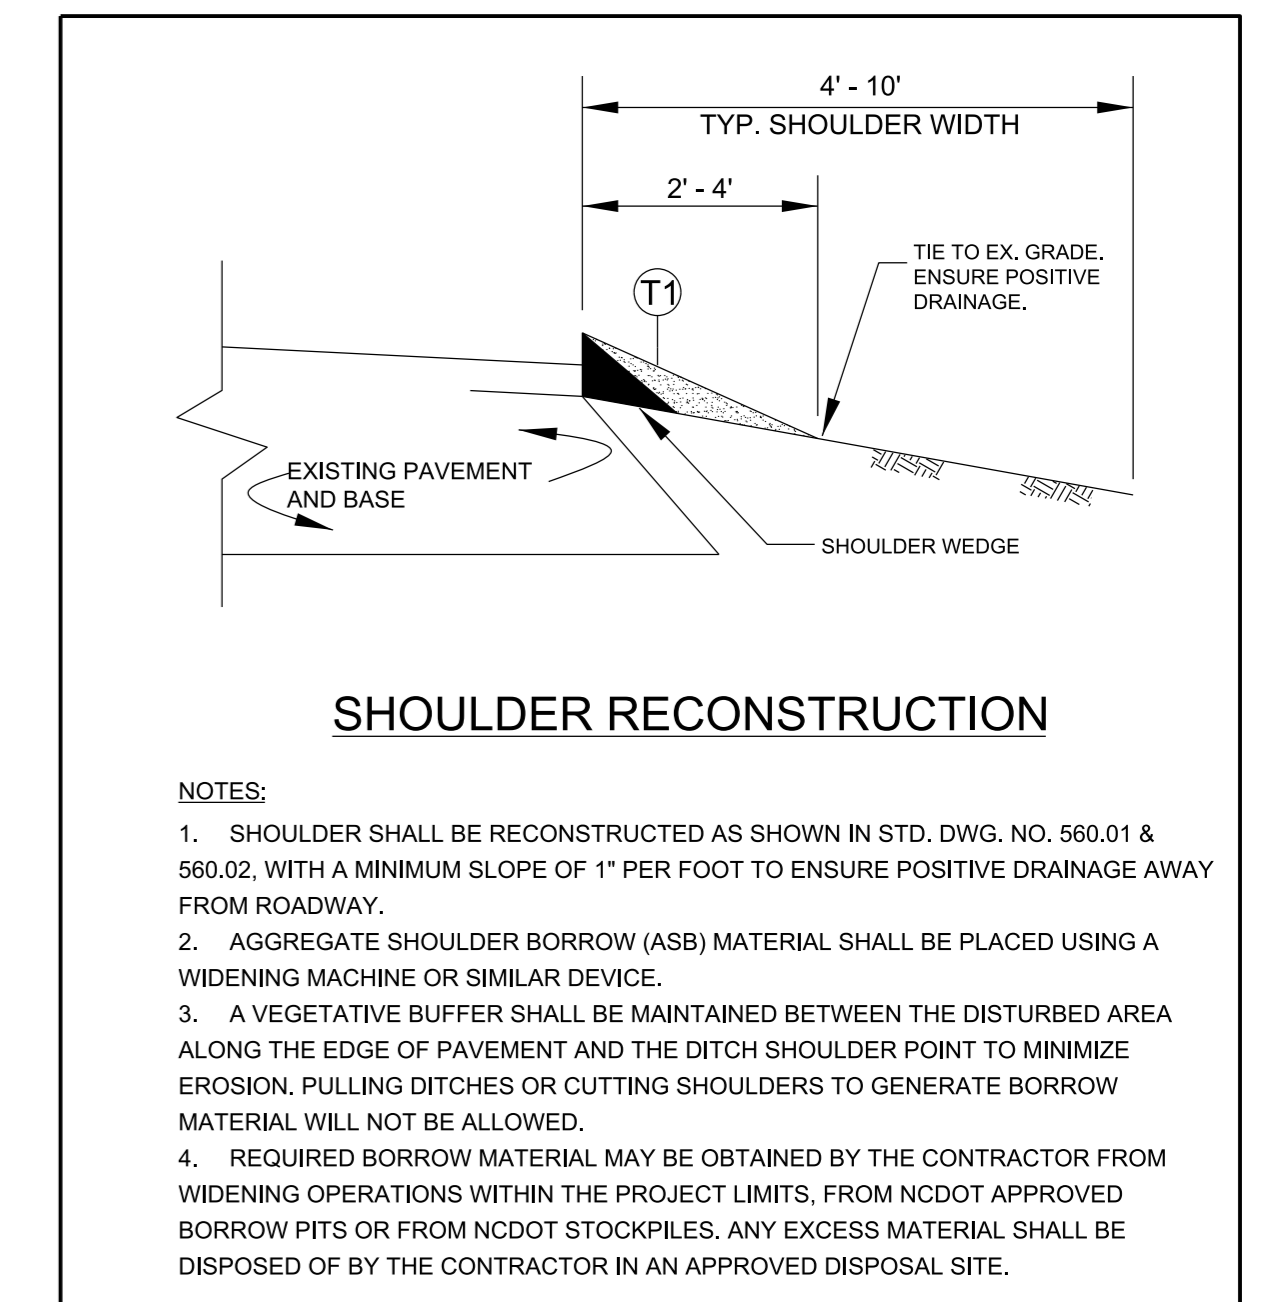 4' - 10'
TYP. SHOULDER WIDTH
2' - 4'
TIE TO EX. GRADE.
ENSURE POSITIVE
DRAINAGE.
T1
EXISTING PAVEMENT
AND BASE
SHOULDER WEDGE
SHOULDER RECONSTRUCTION
NOTES:
1. SHOULDER SHALL BE RECONSTRUCTED AS SHOWN IN STD. DWG. NO. 560.01 &
560.02, WITH A MINIMUM SLOPE OF 1" PER FOOT TO ENSURE POSITIVE DRAINAGE AWAY
FROM ROADWAY.
2. AGGREGATE SHOULDER BORROW (ASB) MATERIAL SHALL BE PLACED USING A
WIDENING MACHINE OR SIMILAR DEVICE.
3. A VEGETATIVE BUFFER SHALL BE MAINTAINED BETWEEN THE DISTURBED AREA
ALONG THE EDGE OF PAVEMENT AND THE DITCH SHOULDER POINT TO MINIMIZE
EROSION. PULLING DITCHES OR CUTTING SHOULDERS TO GENERATE BORROW
MATERIAL WILL NOT BE ALLOWED.
4. REQUIRED BORROW MATERIAL MAY BE OBTAINED BY THE CONTRACTOR FROM
WIDENING OPERATIONS WITHIN THE PROJECT LIMITS, FROM NCDOT APPROVED
BORROW PITS OR FROM NCDOT STOCKPILES. ANY EXCESS MATERIAL SHALL BE
DISPOSED OF BY THE CONTRACTOR IN AN APPROVED DISPOSAL SITE.